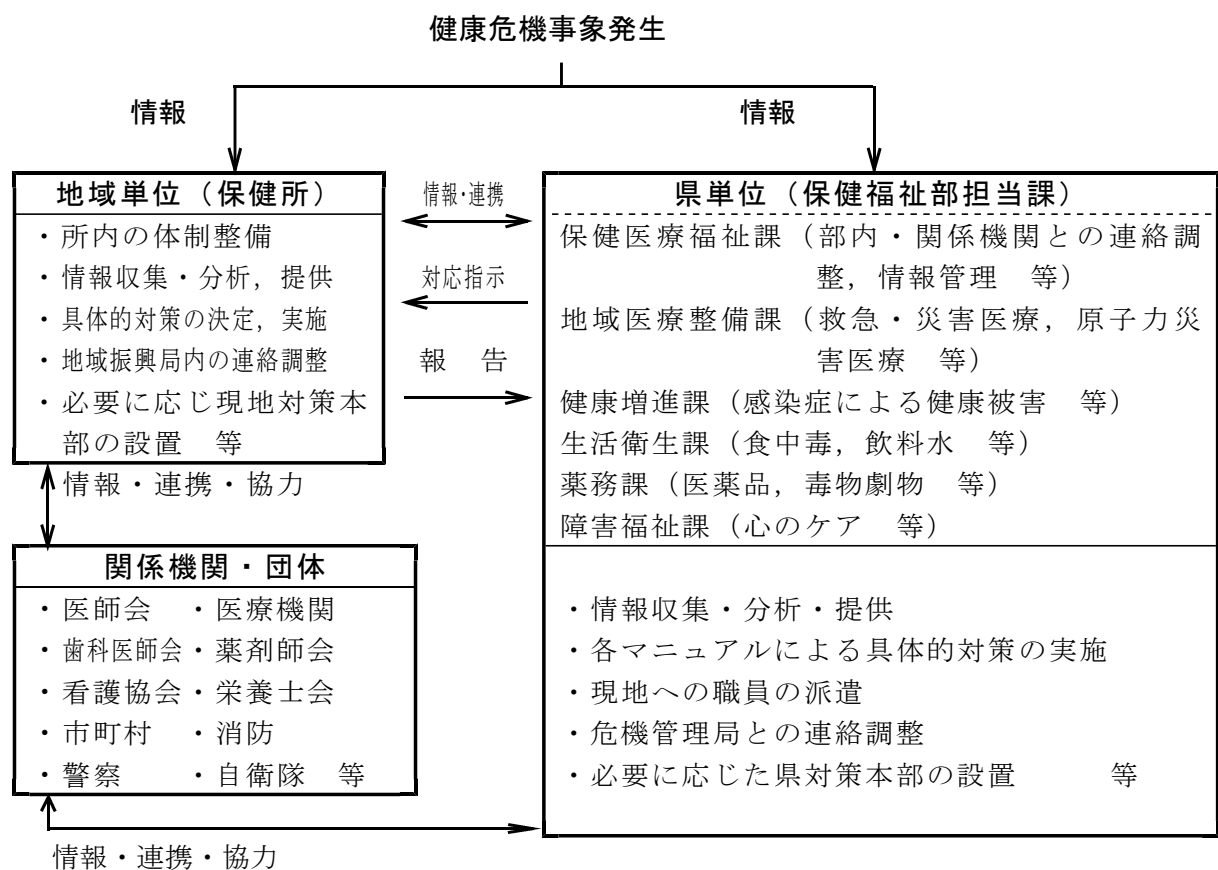 健康危機事象発生
情報
情報
地域単位（保健所）
・所内の体制整備
・情報収集・分析，提供
・具体的対策の決定，実施
・地域振興局内の連絡調整
・必要に応じ現地対策本
部の設置　等
情報・連携
対応指示
報　告
県単位（保健福祉部担当課）
保健医療福祉課（部内・関係機関との連絡調
整，情報管理　等）
地域医療整備課（救急・災害医療，原子力災
害医療　等）
健康増進課（感染症による健康被害　等）
生活衛生課（食中毒，飲料水　等）
薬務課（医薬品，毒物劇物　等）
障害福祉課（心のケア　等）
・情報収集・分析・提供
・各マニュアルによる具体的対策の実施
・現地への職員の派遣
・危機管理局との連絡調整
・必要に応じた県対策本部の設置　　等
情報・連携・協力
関係機関・団体
・医師会　・医療機関
・歯科医師会・薬剤師会
・看護協会・栄養士会
・市町村　・消防
・警察　　・自衛隊　等
情報・連携・協力